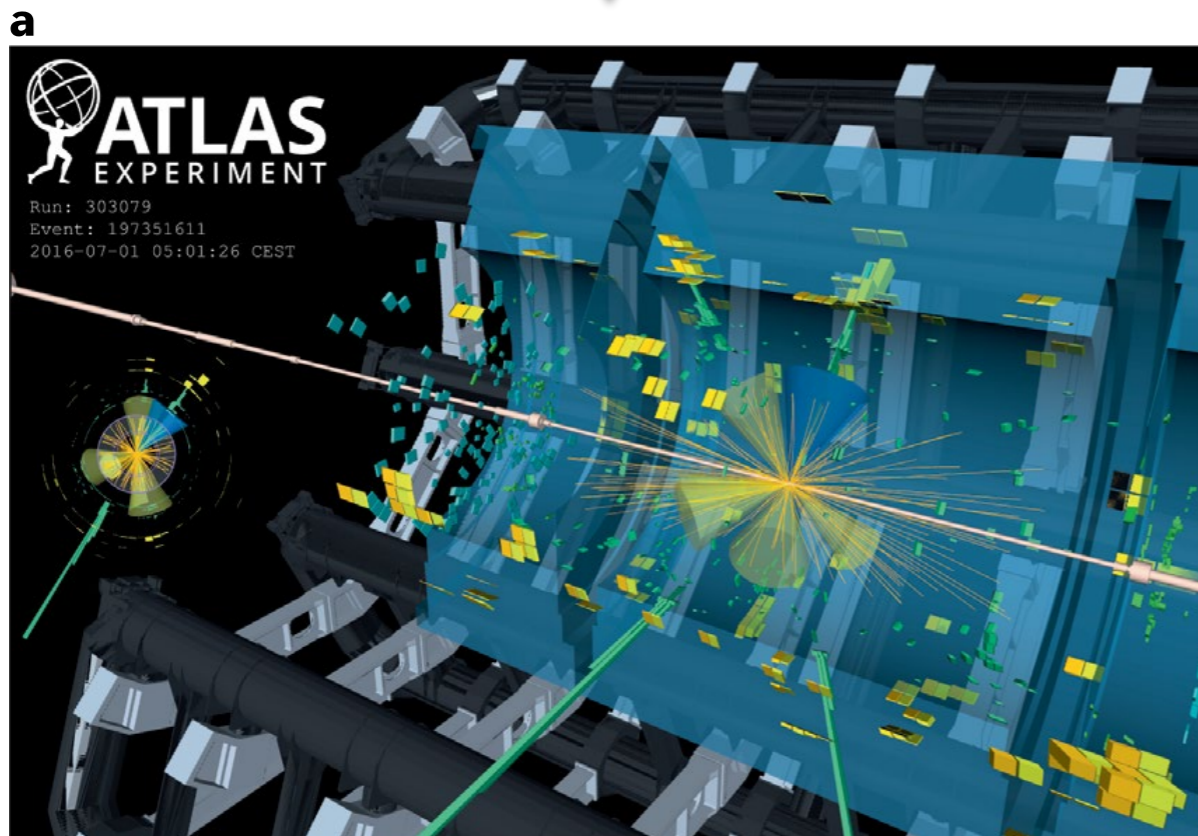 a
ATLAS
EXPERIMENT
Run: 303079
Event: 197351611
2016-07-01 05:01:26 CEST